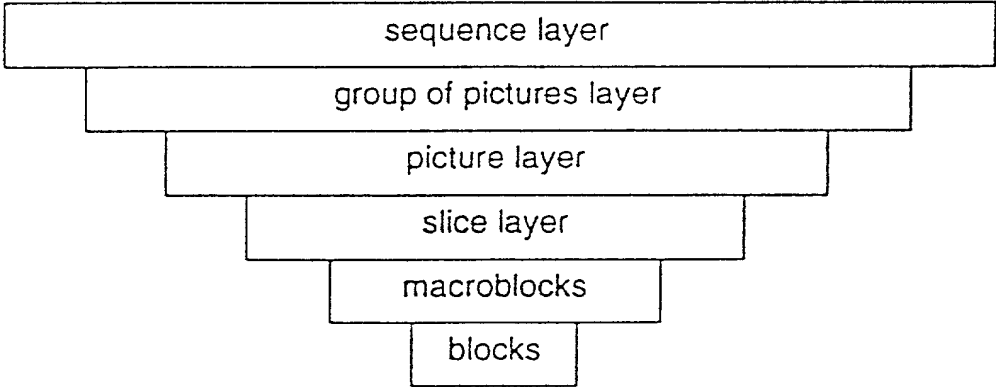 sequence layer
group of pictures layer
picture layer
slice layer
macroblocks
blocks